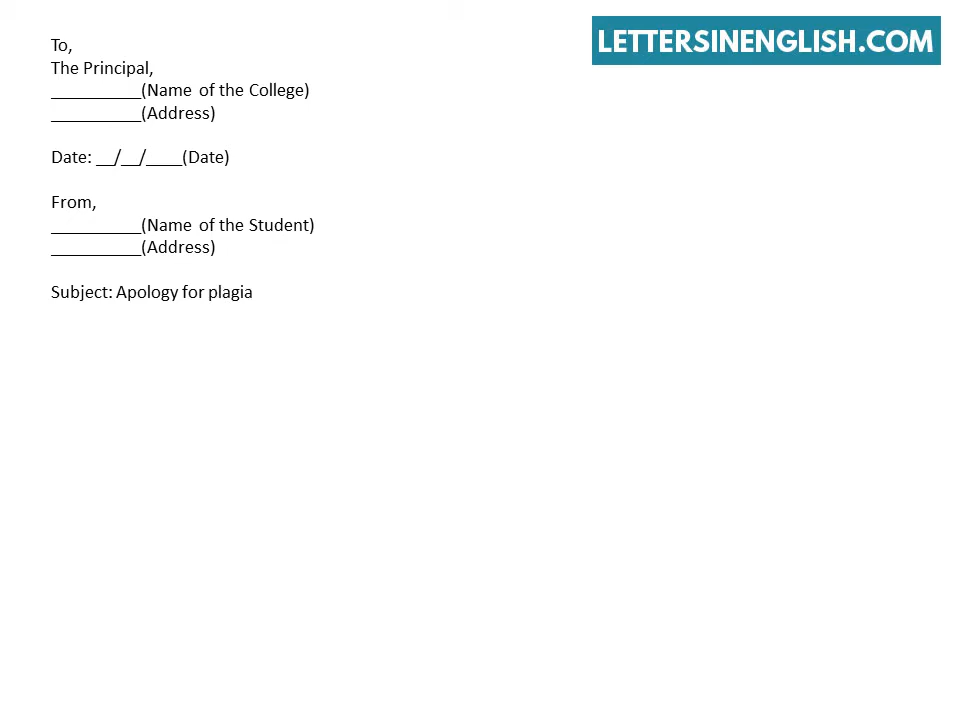 LETTERSINENGLISH.COM
To,
The Principal,
__________(Name of the College)
__________(Address)
Date: __/__/____(Date)
From,
__________(Name of the Student)
__________(Address)
Subject: Apology for plagia